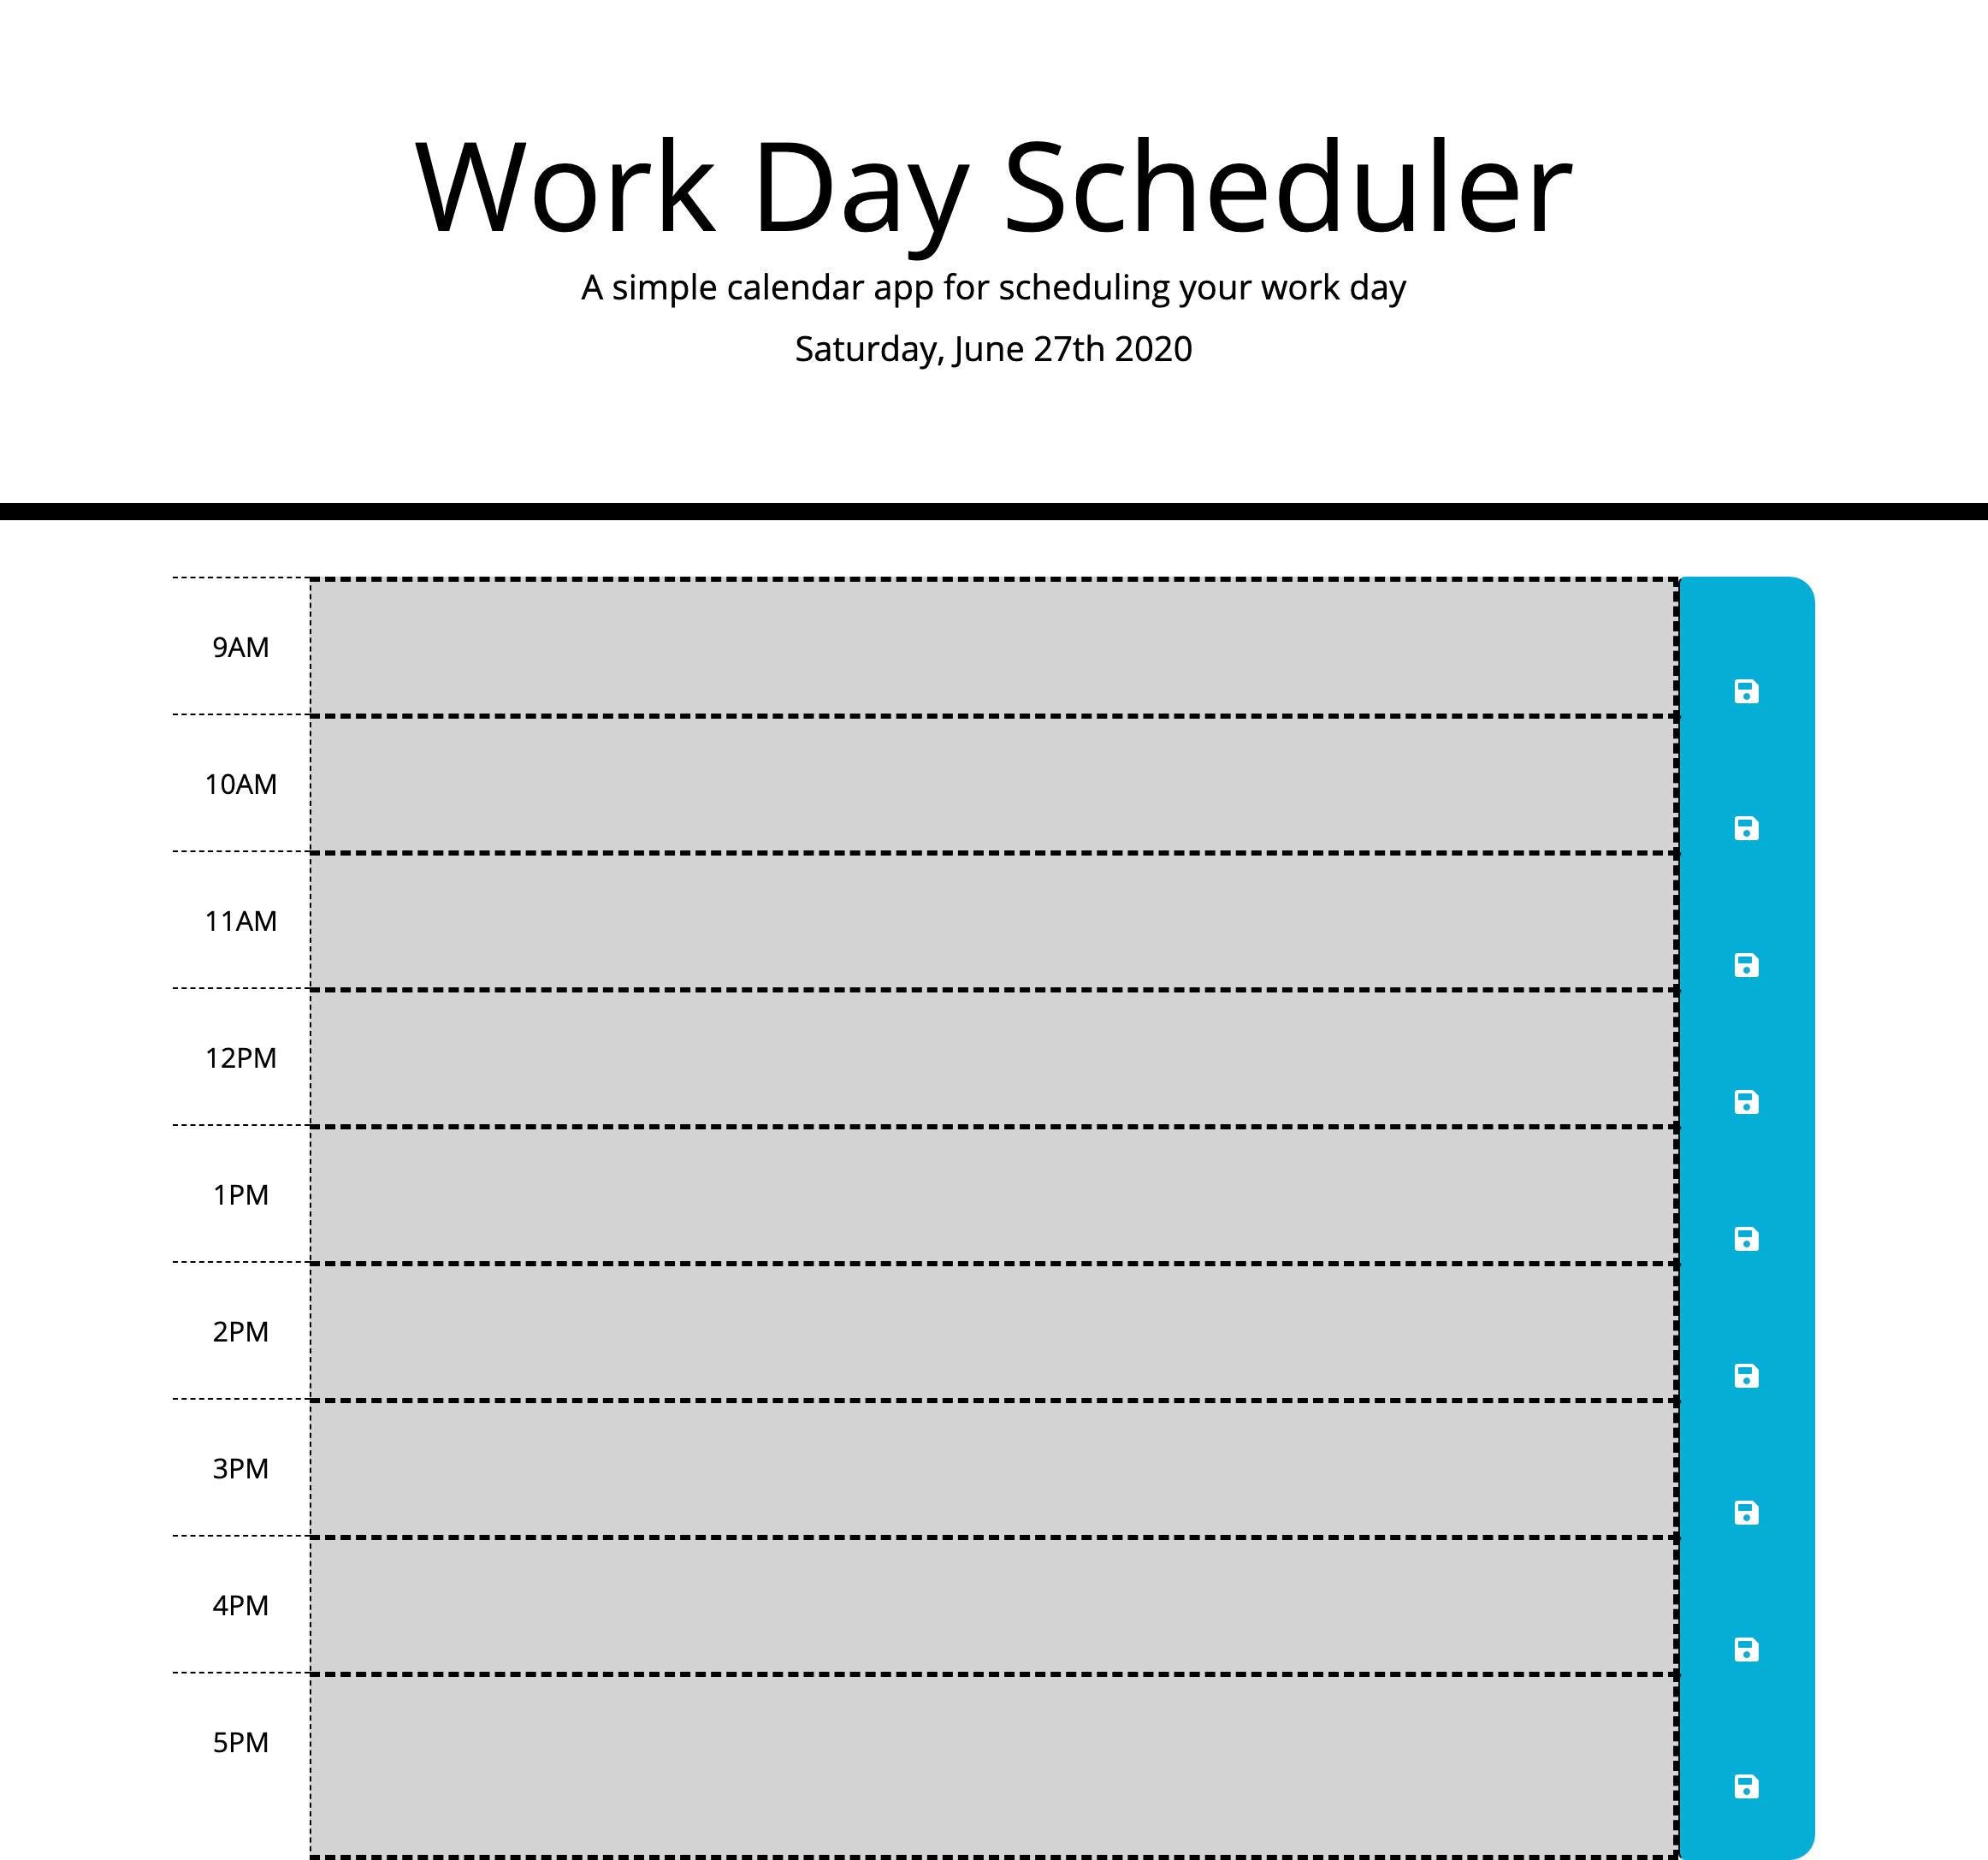 Work Day Scheduler
A simple calendar app for scheduling your work day
Saturday, June 27th 2020
9AM
10AM
11AM
12PM
1PM
2PM
3PM
4PM
5PM